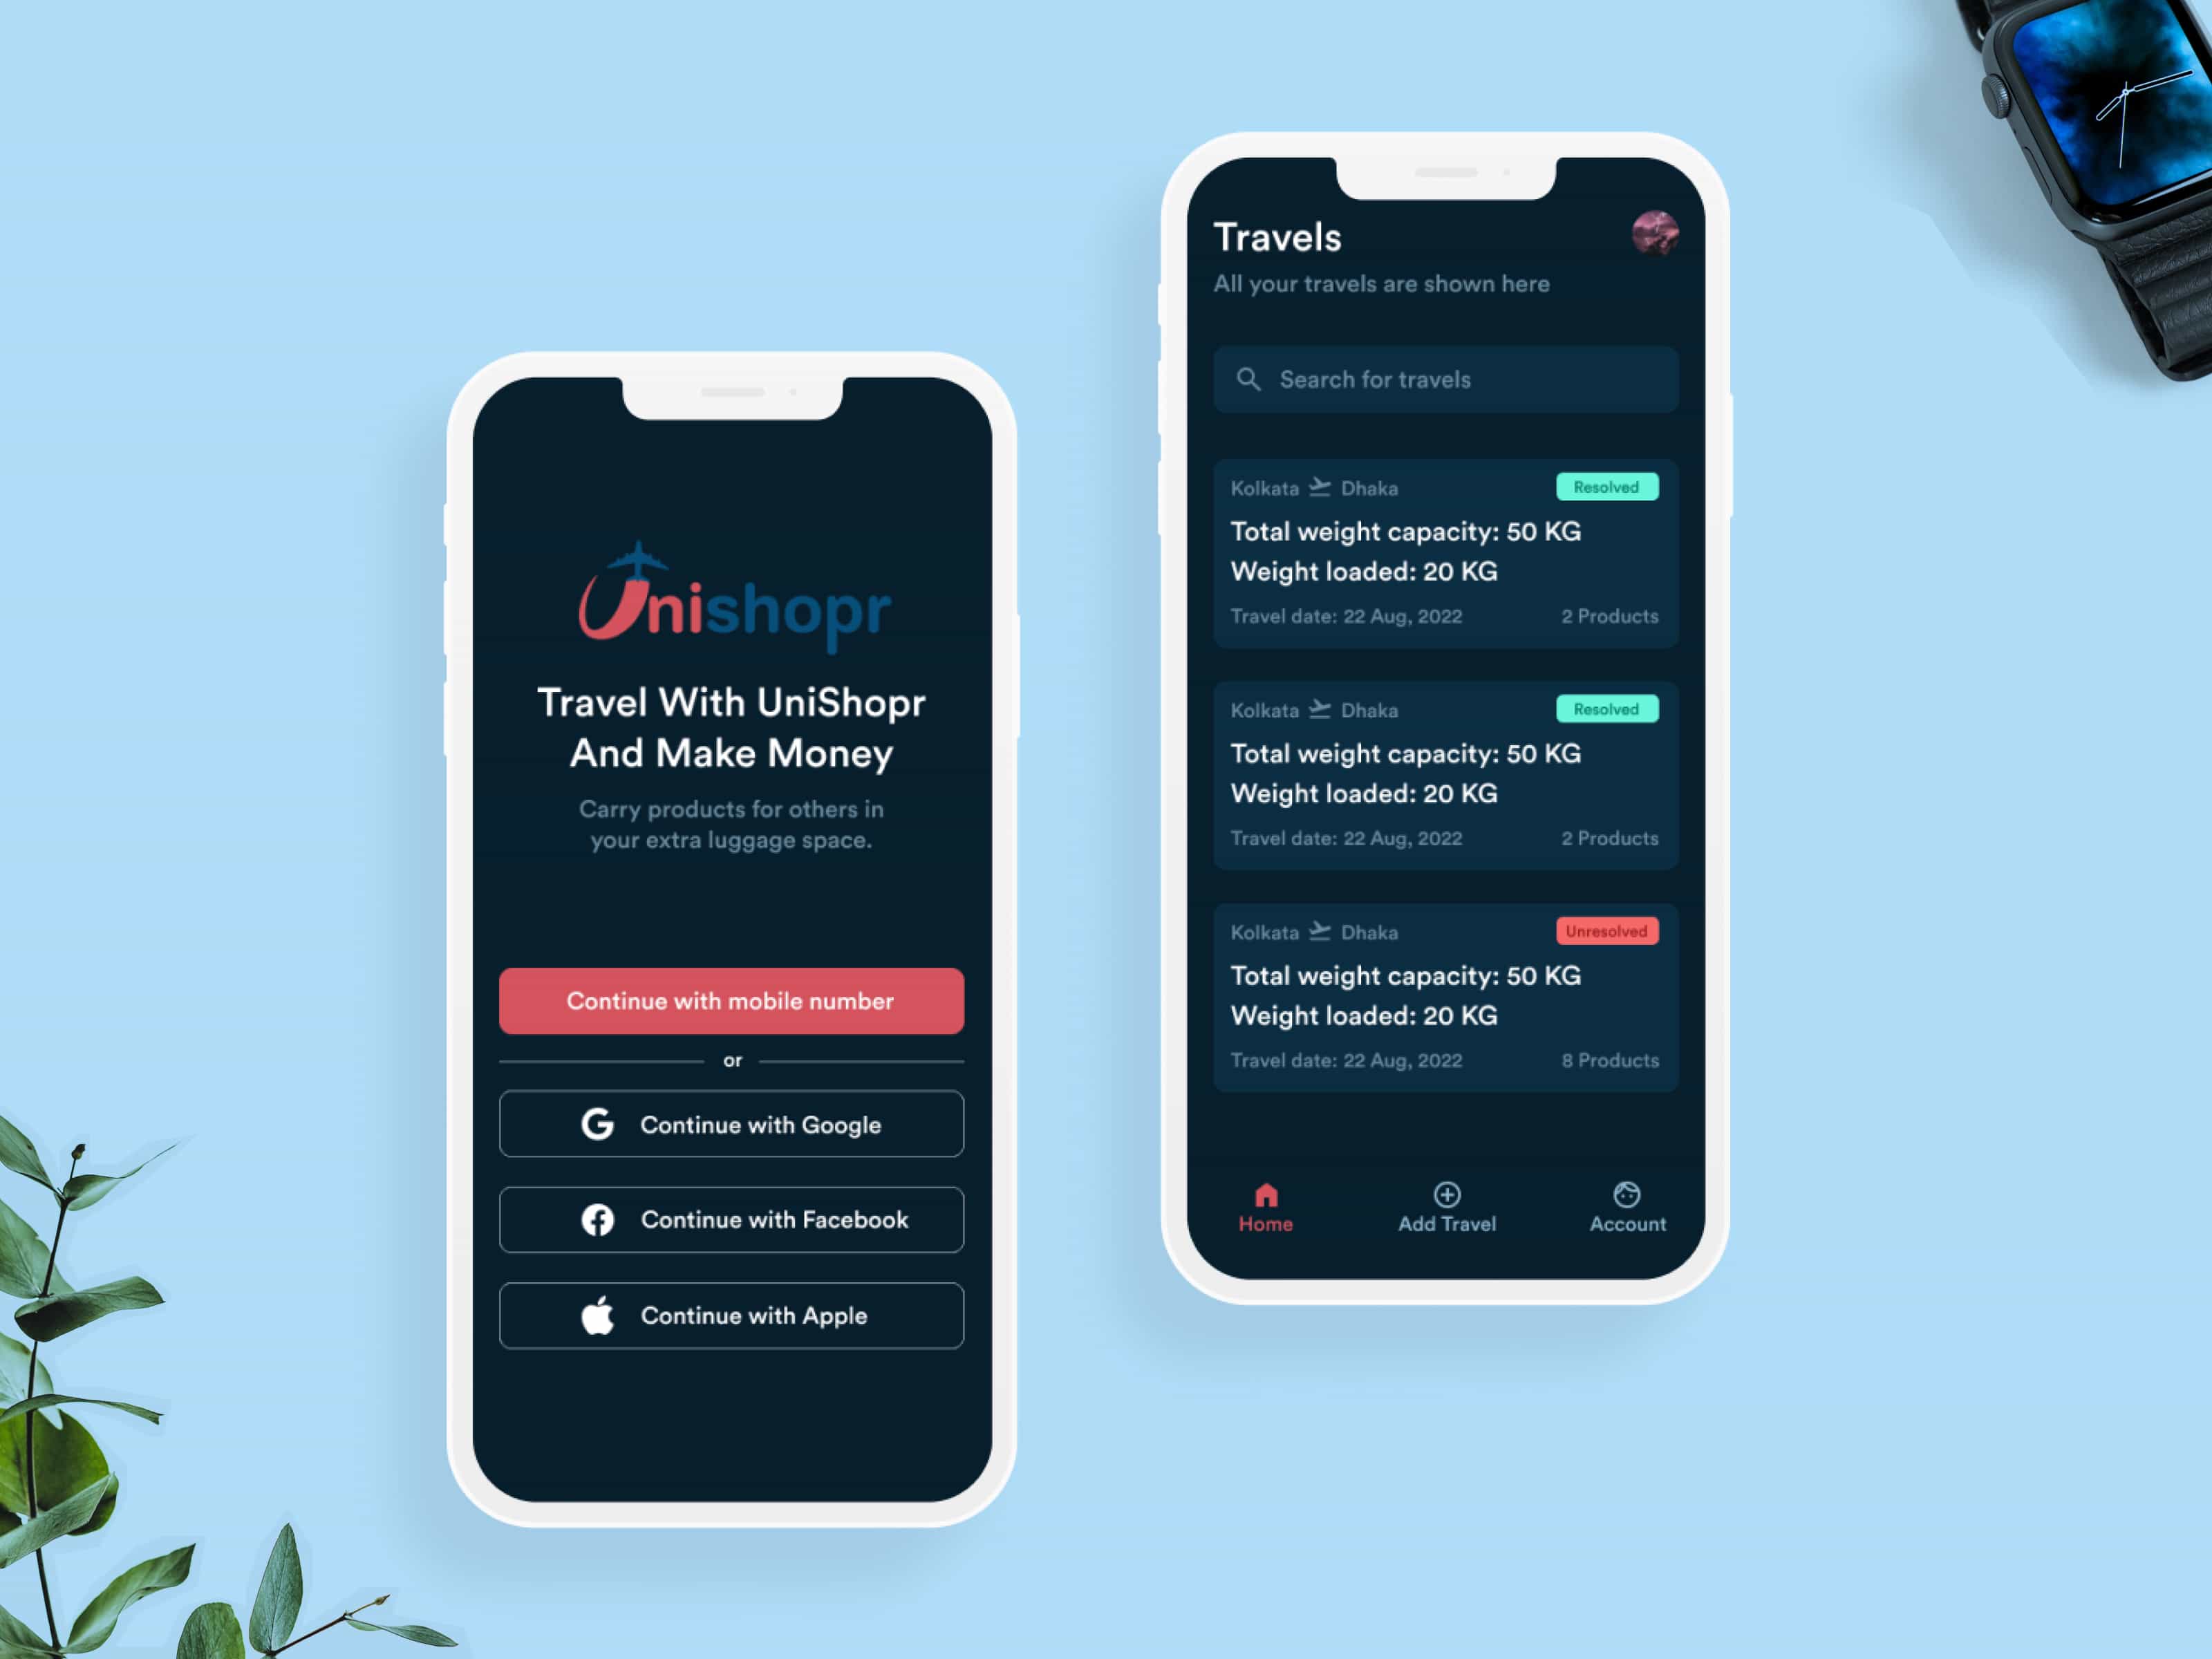 Unishopr
Travel With UniShopr
And Make Money
Carry products for others in
your extra luggage space.
Continue with mobile number
or
Continue with Google
Continue with Facebook
Continue with Apple
Travels
All your travels are shown here
Search for travels
Kolkata Dhaka
Resolved
Total weight capacity: 50 KG
Weight loaded: 20 KG
Travel date: 22 Aug, 2022
2 Products
Kolkata Dhaka
Resolved
Total weight capacity: 50 KG
Weight loaded: 20 KG
Travel date: 22 Aug, 2022
2 Products
Kolkata Dhaka
Unresolved
Total weight capacity: 50 KG
Weight loaded: 20 KG
Travel date: 22 Aug, 2022
8 Products
Home
Add Travel
Account